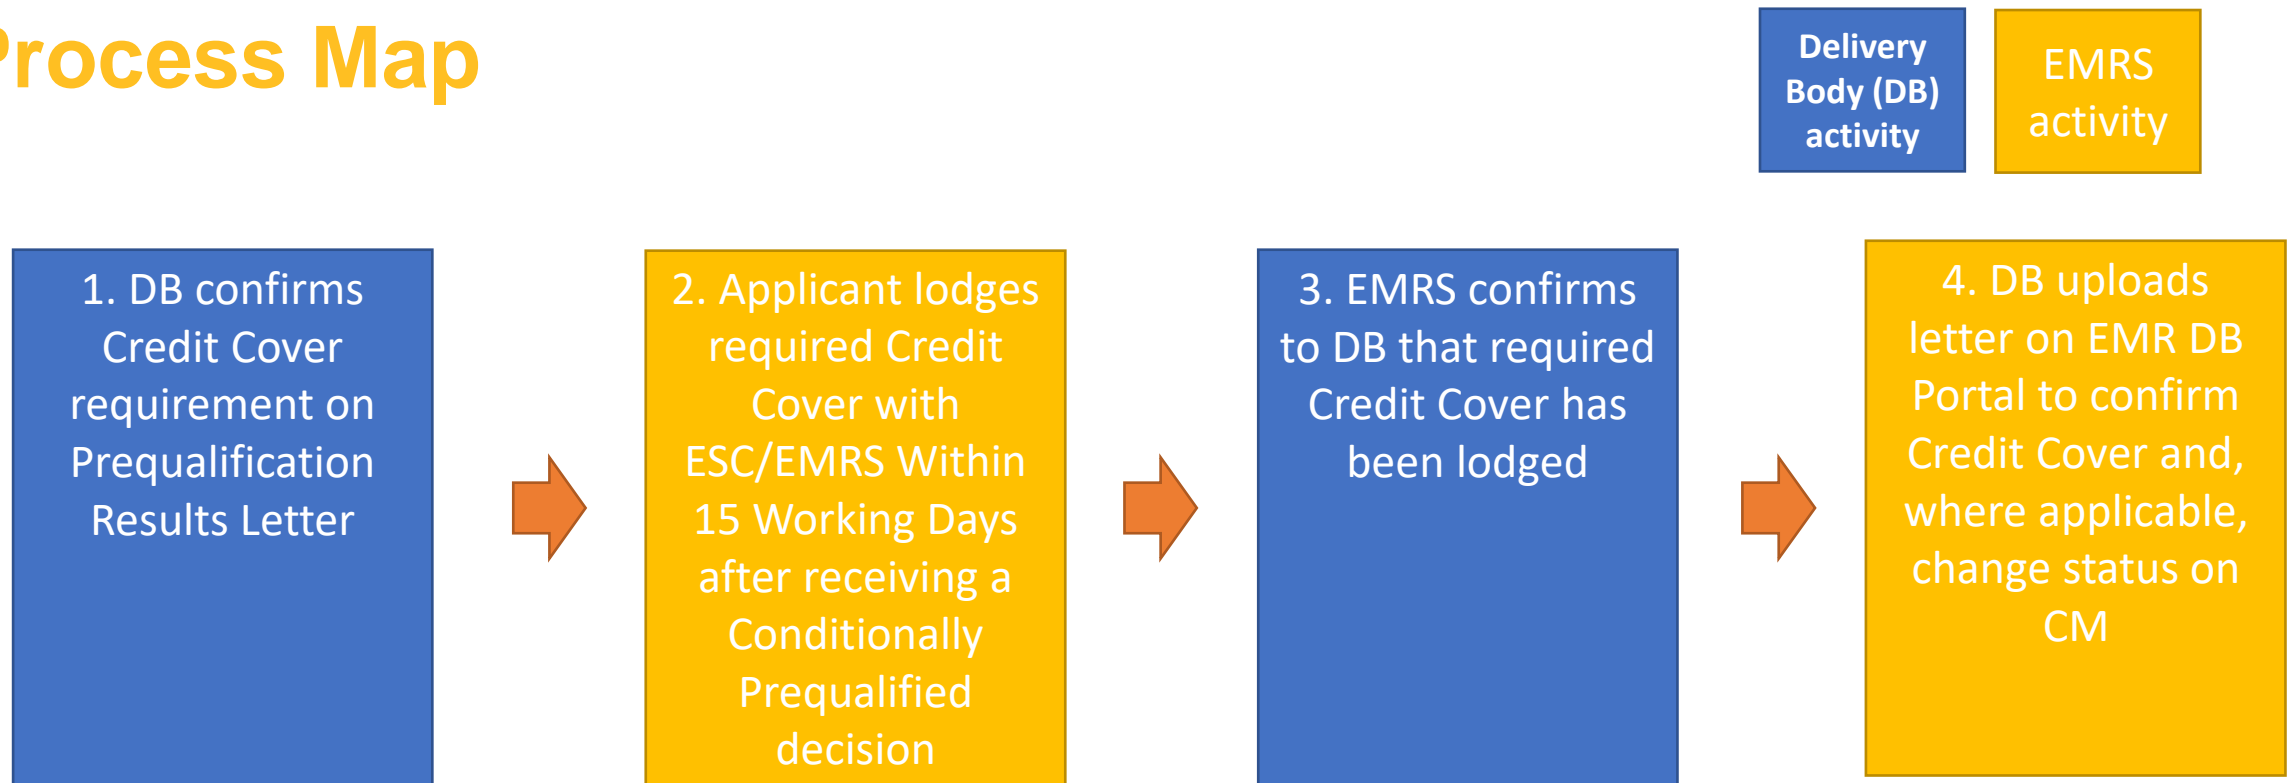 Process Map
Delivery
Body (DB)
activity
EMRS
activity
1. DB confirms
Credit Cover
requirement on
Prequalification
Results Letter
2. Applicant lodges
required Credit
Cover with
ESC/EMRS Within
15 Working Days
after receiving a
Conditionally
Prequalified
decision
3. EMRS confirms
to DB that required
Credit Cover has
been lodged
4. DB uploads
letter on EMR DB
Portal to confirm
Credit Cover and,
where applicable,
change status on
CM